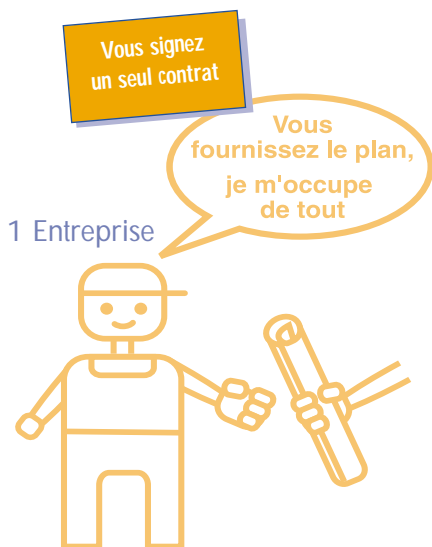 Vous signez
un seul contrat
Vous
fournissez le plan,
je m'occupe
de tout
1 Entreprise